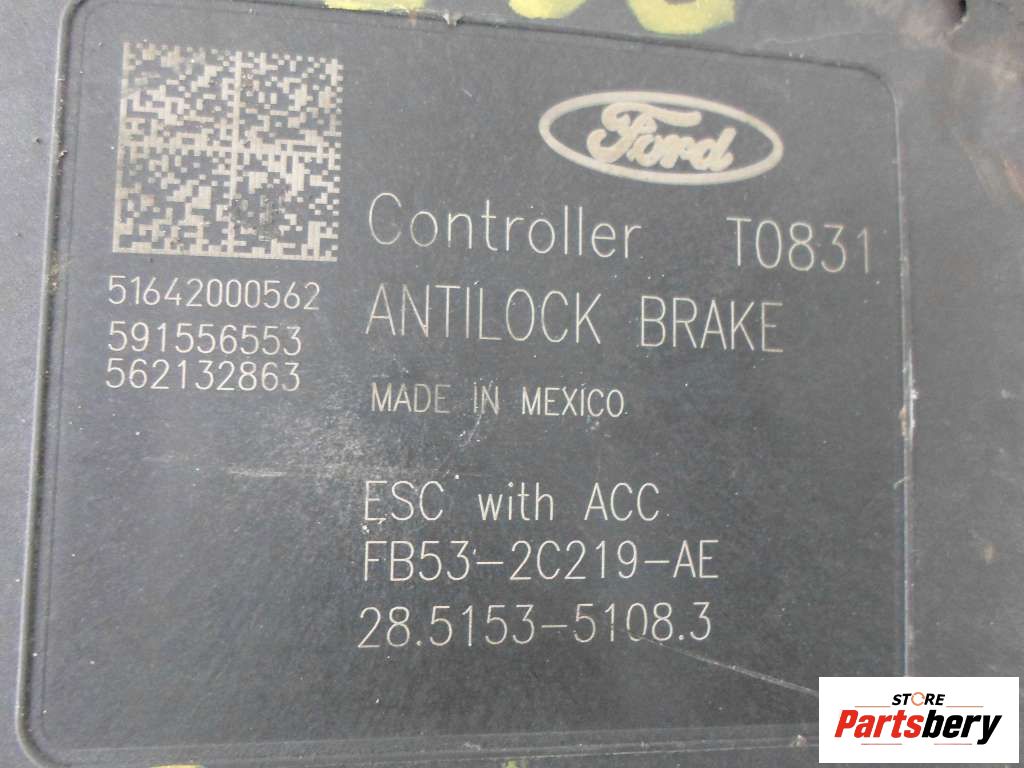 Ford
Controller T0831
ANTILOCK BRAKE
51642000562
591556553
562132863
MADE IN MEXICO
ESC with ACC
FB53-2C219-AE
28.5153-5108.3
STORE
Partsbery